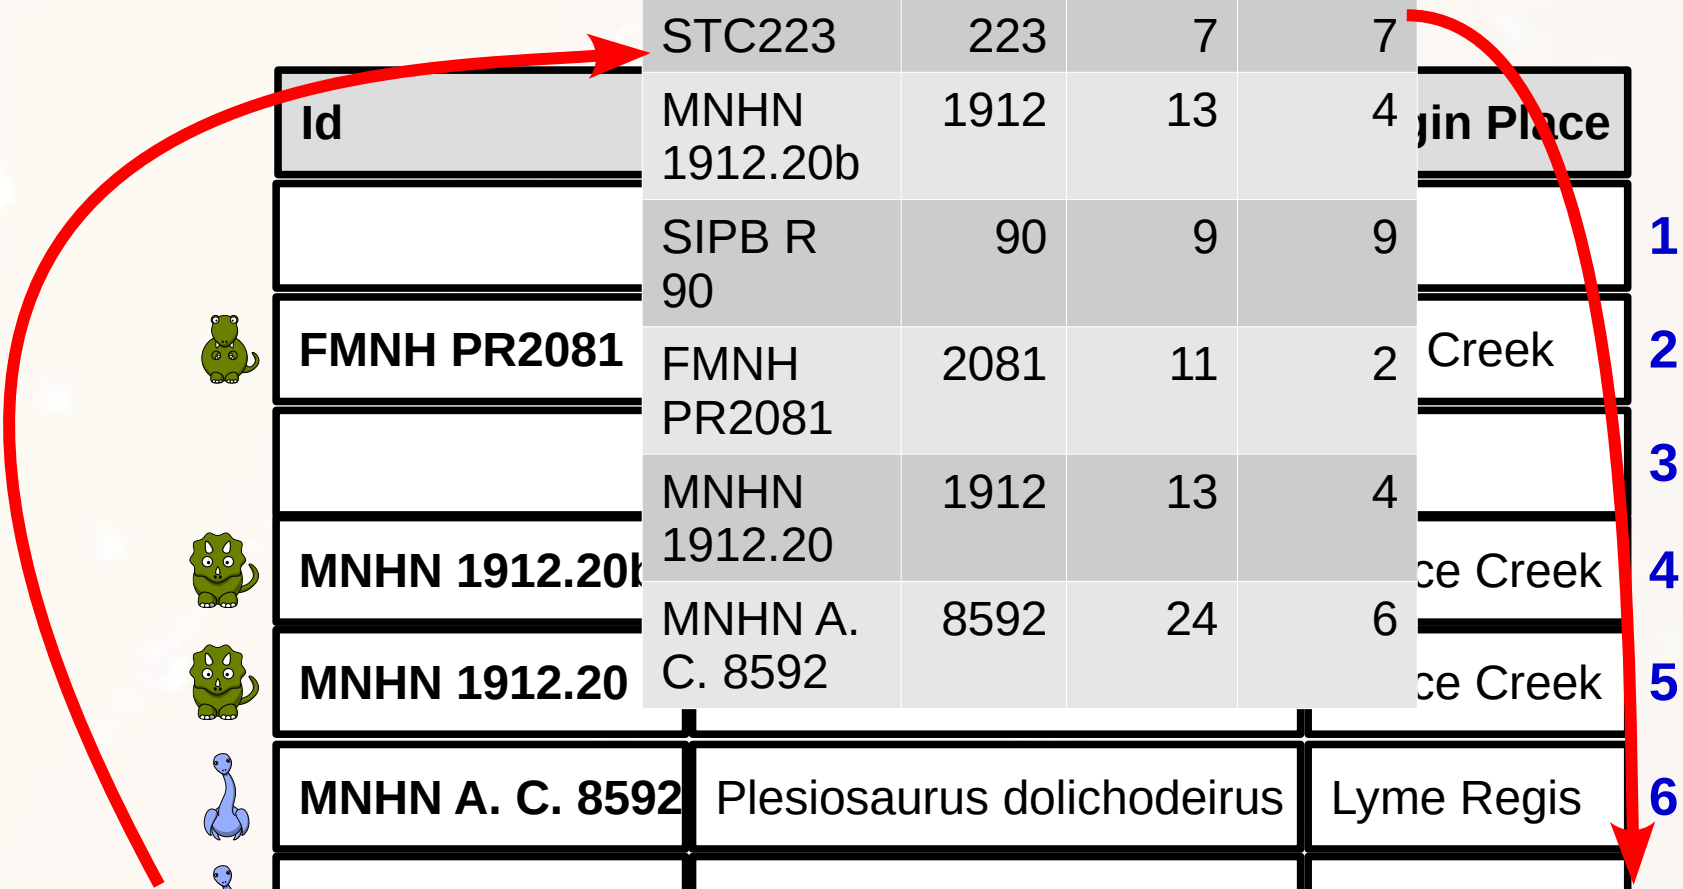 STC223 223 7 7
MNHN 1912 13 4
1912.20b
SIPB R 90 9 9
90
FMNH 2081 11 2
PR2081
MNHN 1912 13 4
1912.20
MNHN A. 8592 24 6
C. 8592
Id gin Place
1
FMNH PR2081 Creek 2
3
MNHN 1912.20b ce Creek 4
MNHN 1912.20 ce Creek 5
MNHN A. C. 8592 Plesiosaurus dolichodeirus Lyme Regis 6